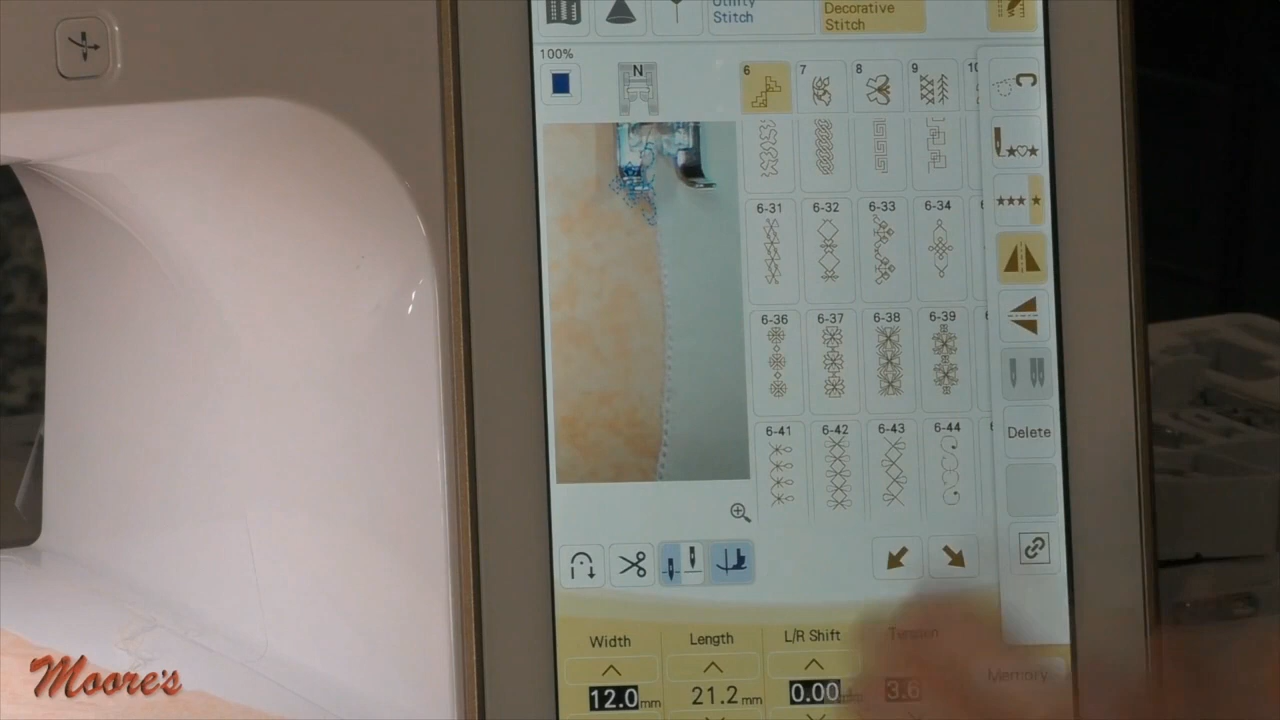 Utility
Stitch
Decorative
Stitch
100%
N
6
7
8
9
10
6-31
6-32
6-33
6-34
6-36
6-37
6-38
6-39
6-41
6-42
6-43
6-44
Delete
Width
Length
L/R Shift
Tension
12.0mm
21.2mm
0.00
3.6
Memory
Moore's